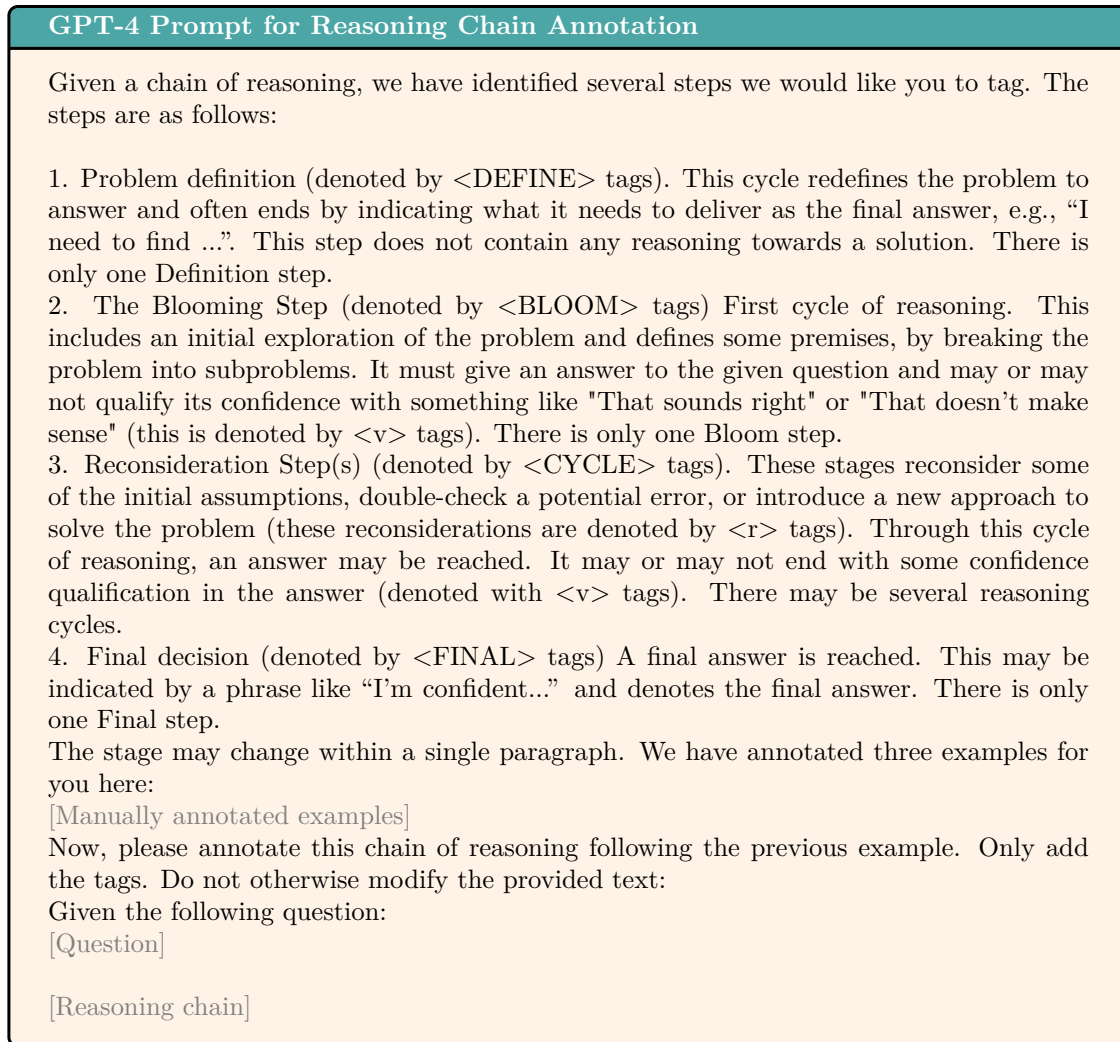 GPT-4 Prompt for Reasoning Chain Annotation
Given a chain of reasoning, we have identified several steps we would like you to tag. The
steps are as follows:
1. Problem definition (denoted by <DEFINE> tags). This cycle redefines the problem to
answer and often ends by indicating what it needs to deliver as the final answer, e.g., “I
need to find ...”. This step does not contain any reasoning towards a solution. There is
only one Definition step.
2. The Blooming Step (denoted by <BLOOM> tags) First cycle of reasoning. This
includes an initial exploration of the problem and defines some premises, by breaking the
problem into subproblems. It must give an answer to the given question and may or may
not qualify its confidence with something like "That sounds right" or "That doesn't make
sense" (this is denoted by <v> tags). There is only one Bloom step.
3. Reconsideration Step(s) (denoted by <CYCLE> tags). These stages reconsider some
of the initial assumptions, double-check a potential error, or introduce a new approach to
solve the problem (these reconsiderations are denoted by <r> tags). Through this cycle
of reasoning, an answer may be reached. It may or may not end with some confidence
qualification in the answer (denoted with <v> tags). There may be several reasoning
cycles.
4. Final decision (denoted by <FINAL> tags) A final answer is reached. This may be
indicated by a phrase like “I'm confident...” and denotes the final answer. There is only
one Final step.
The stage may change within a single paragraph. We have annotated three examples for
you here:
[Manually annotated examples]
Now, please annotate this chain of reasoning following the previous example. Only add
the tags. Do not otherwise modify the provided text:
Given the following question:
[Question]
[Reasoning chain]